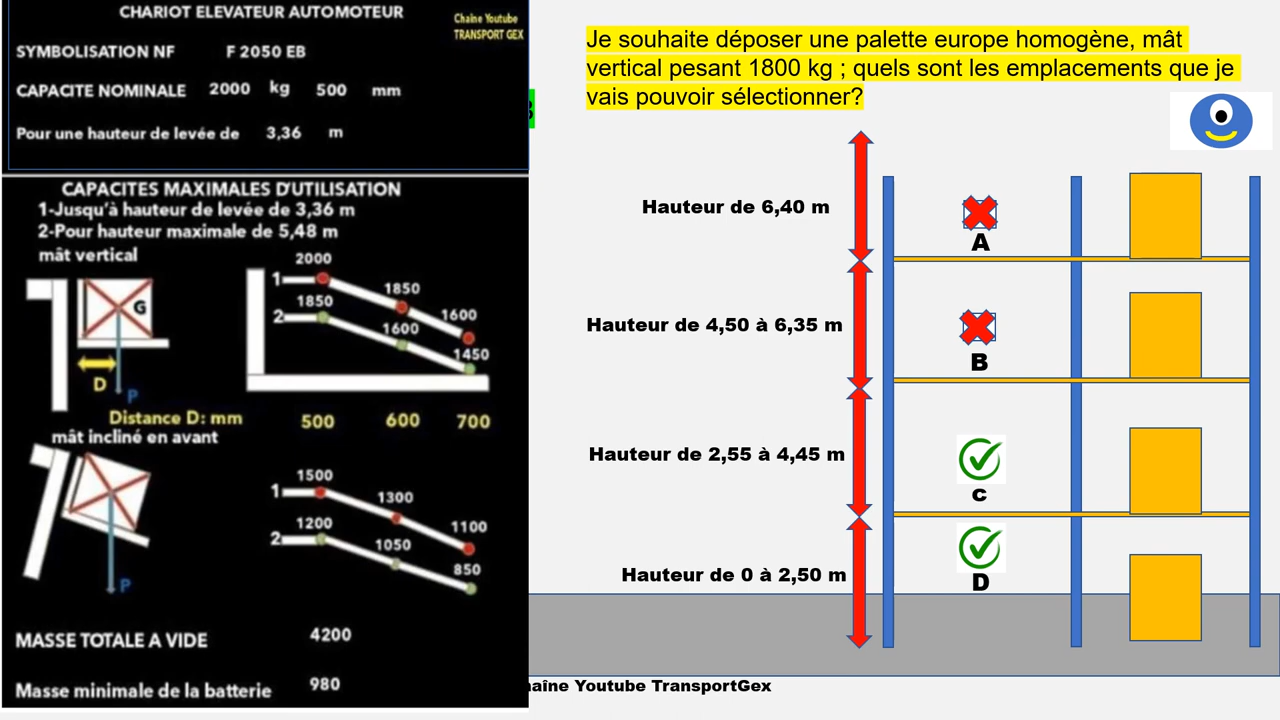 CHARIOT ELEVATEUR AUTOMOTEUR
Chaîne Youtube
TRANSPORT GEX
SYMBOLISATION NF F 2050 EB
CAPACITE NOMINALE 2000 kg 500 mm
Pour une hauteur de levée de 3,36 m
CAPACITES MAXIMALES D'UTILISATION
1-Jusqu'à hauteur de levée de 3,36 m
2-Pour hauteur maximale de 5,48 m
mât vertical
G
D
P
2000
1
1850
1850
2
1600
1600
1450
Distance D: mm 500 600 700
mât incliné en avant
P
1500
1
1300
1200
1100
2
1050
850
MASSE TOTALE A VIDE 4200
Masse minimale de la batterie 980
Je souhaite déposer une palette europe homogène, mât
vertical pesant 1800 kg ; quels sont les emplacements que je
vais pouvoir sélectionner?
Hauteur de 6,40 m
A
Hauteur de 4,50 à 6,35 m
B
Hauteur de 2,55 à 4,45 m
C
Hauteur de 0 à 2,50 m
D
Youtube TransportGex